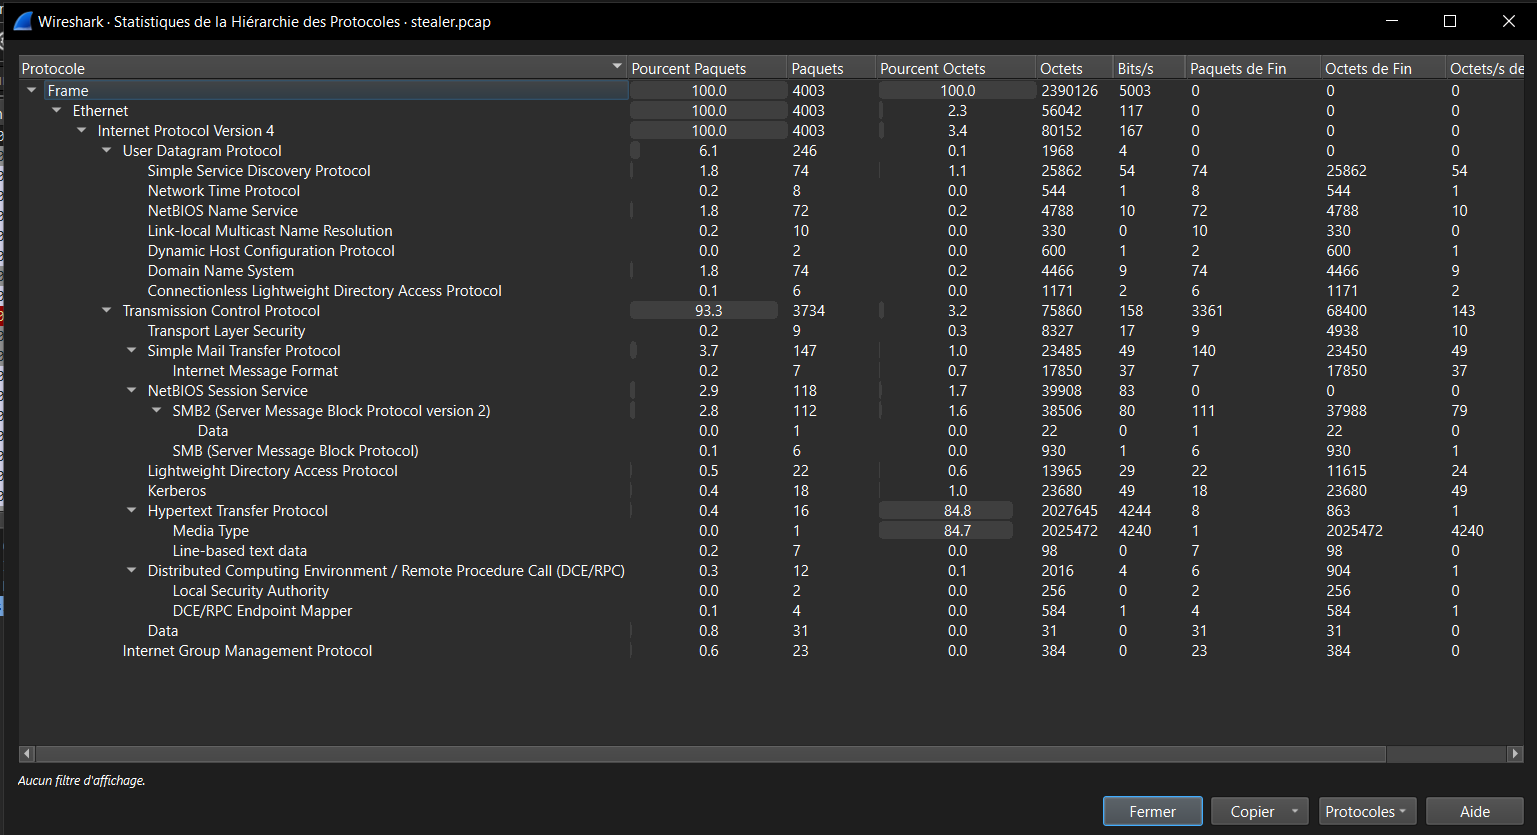 Wireshark · Statistiques de la Hiérarchie des Protocoles · stealer.pcap
Protocole Pourcent Paquets Paquets Pourcent Octets Octets Bits/s Paquets de Fin Octets de Fin Octets/s de
Frame 100.0 4003 100.0 2390126 5003 0 0 0
Ethernet 100.0 4003 2.3 56042 117 0 0 0
Internet Protocol Version 4 100.0 4003 3.4 80152 167 0 0 0
User Datagram Protocol 6.1 246 0.1 1968 4 0 0 0
Simple Service Discovery Protocol 1.8 74 1.1 25862 54 74 25862 54
Network Time Protocol 0.2 8 0.0 544 1 8 544 1
NetBIOS Name Service 1.8 72 0.2 4788 10 72 4788 10
Link-local Multicast Name Resolution 0.2 10 0.0 330 0 10 330 0
Dynamic Host Configuration Protocol 0.0 2 0.0 600 1 2 600 1
Domain Name System 1.8 74 0.2 4466 9 74 4466 9
Connectionless Lightweight Directory Access Protocol 0.1 6 0.0 1171 2 6 1171 2
Transmission Control Protocol 93.3 3734 3.2 75860 158 3361 68400 143
Transport Layer Security 0.2 9 0.3 8327 17 9 4938 10
Simple Mail Transfer Protocol 3.7 147 1.0 23485 49 140 23450 49
Internet Message Format 0.2 7 0.7 17850 37 7 17850 37
NetBIOS Session Service 2.9 118 1.7 39908 83 0 0 0
SMB2 (Server Message Block Protocol version 2) 2.8 112 1.6 38506 80 111 37988 79
Data 0.0 1 0.0 22 0 1 22 0
SMB (Server Message Block Protocol) 0.1 6 0.0 930 1 6 930 1
Lightweight Directory Access Protocol 0.5 22 0.6 13965 29 22 11615 24
Kerberos 0.4 18 1.0 23680 49 18 23680 49
Hypertext Transfer Protocol 0.4 16 84.8 2027645 4244 8 863 1
Media Type 0.0 1 84.7 2025472 4240 1 2025472 4240
Line-based text data 0.2 7 0.0 98 0 7 98 0
Distributed Computing Environment / Remote Procedure Call (DCE/RPC) 0.3 12 0.1 2016 4 6 904 1
Local Security Authority 0.0 2 0.0 256 0 2 256 0
DCE/RPC Endpoint Mapper 0.1 4 0.0 584 1 4 584 1
Data 0.8 31 0.0 31 0 31 31 0
Internet Group Management Protocol 0.6 23 0.0 384 0 23 384 0
Aucun filtre d'affichage.
Fermer Copier Protocoles Aide